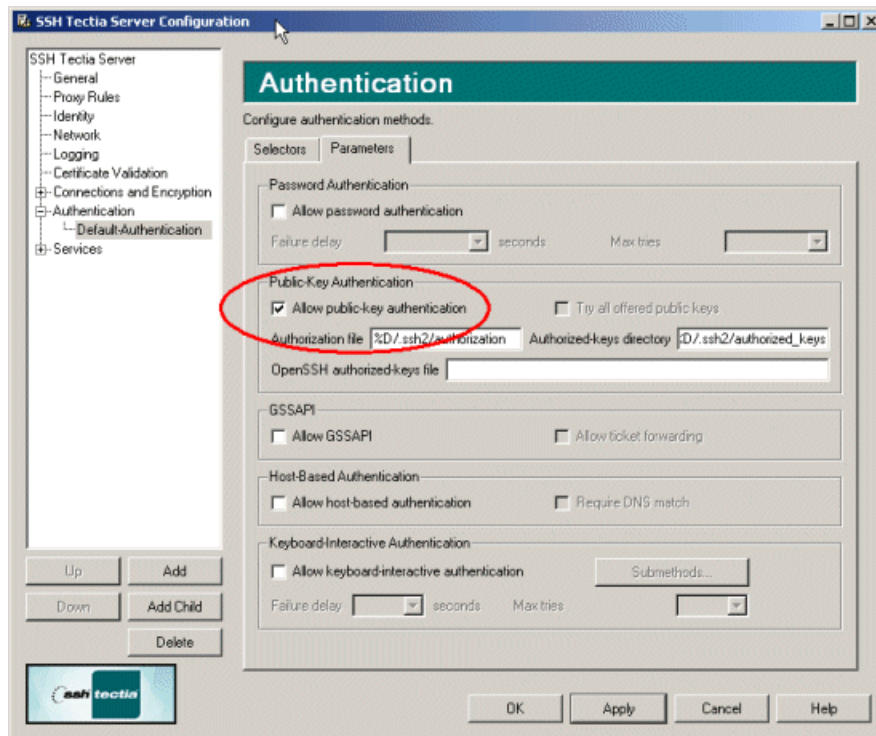 SSH Tectia Server Configuration
SSH Tectia Server
General
Proxy Rules
Identity
Network
Logging
Certificate Validation
Connections and Encryption
Authentication
Default-Authentication
Services
Up
Add
Down
Add Child
Delete
ssh tectia
Authentication
Configure authentication methods.
Selectors Parameters
Password Authentication
Allow password authentication
Failure delay seconds Max tries
Public-Key Authentication
Allow public-key authentication Try all offered public keys
Authorization file %D/.ssh2/authorization Authorized-keys directory :D/.ssh2/authorized_keys
OpenSSH authorized-keys file
GSSAPI
Allow GSSAPI Allow ticket forwarding
Host-Based Authentication
Allow host-based authentication Require DNS match
Keyboard-Interactive Authentication
Allow keyboard-interactive authentication Submethods...
Failure delay seconds Max tries
OK Apply Cancel Help